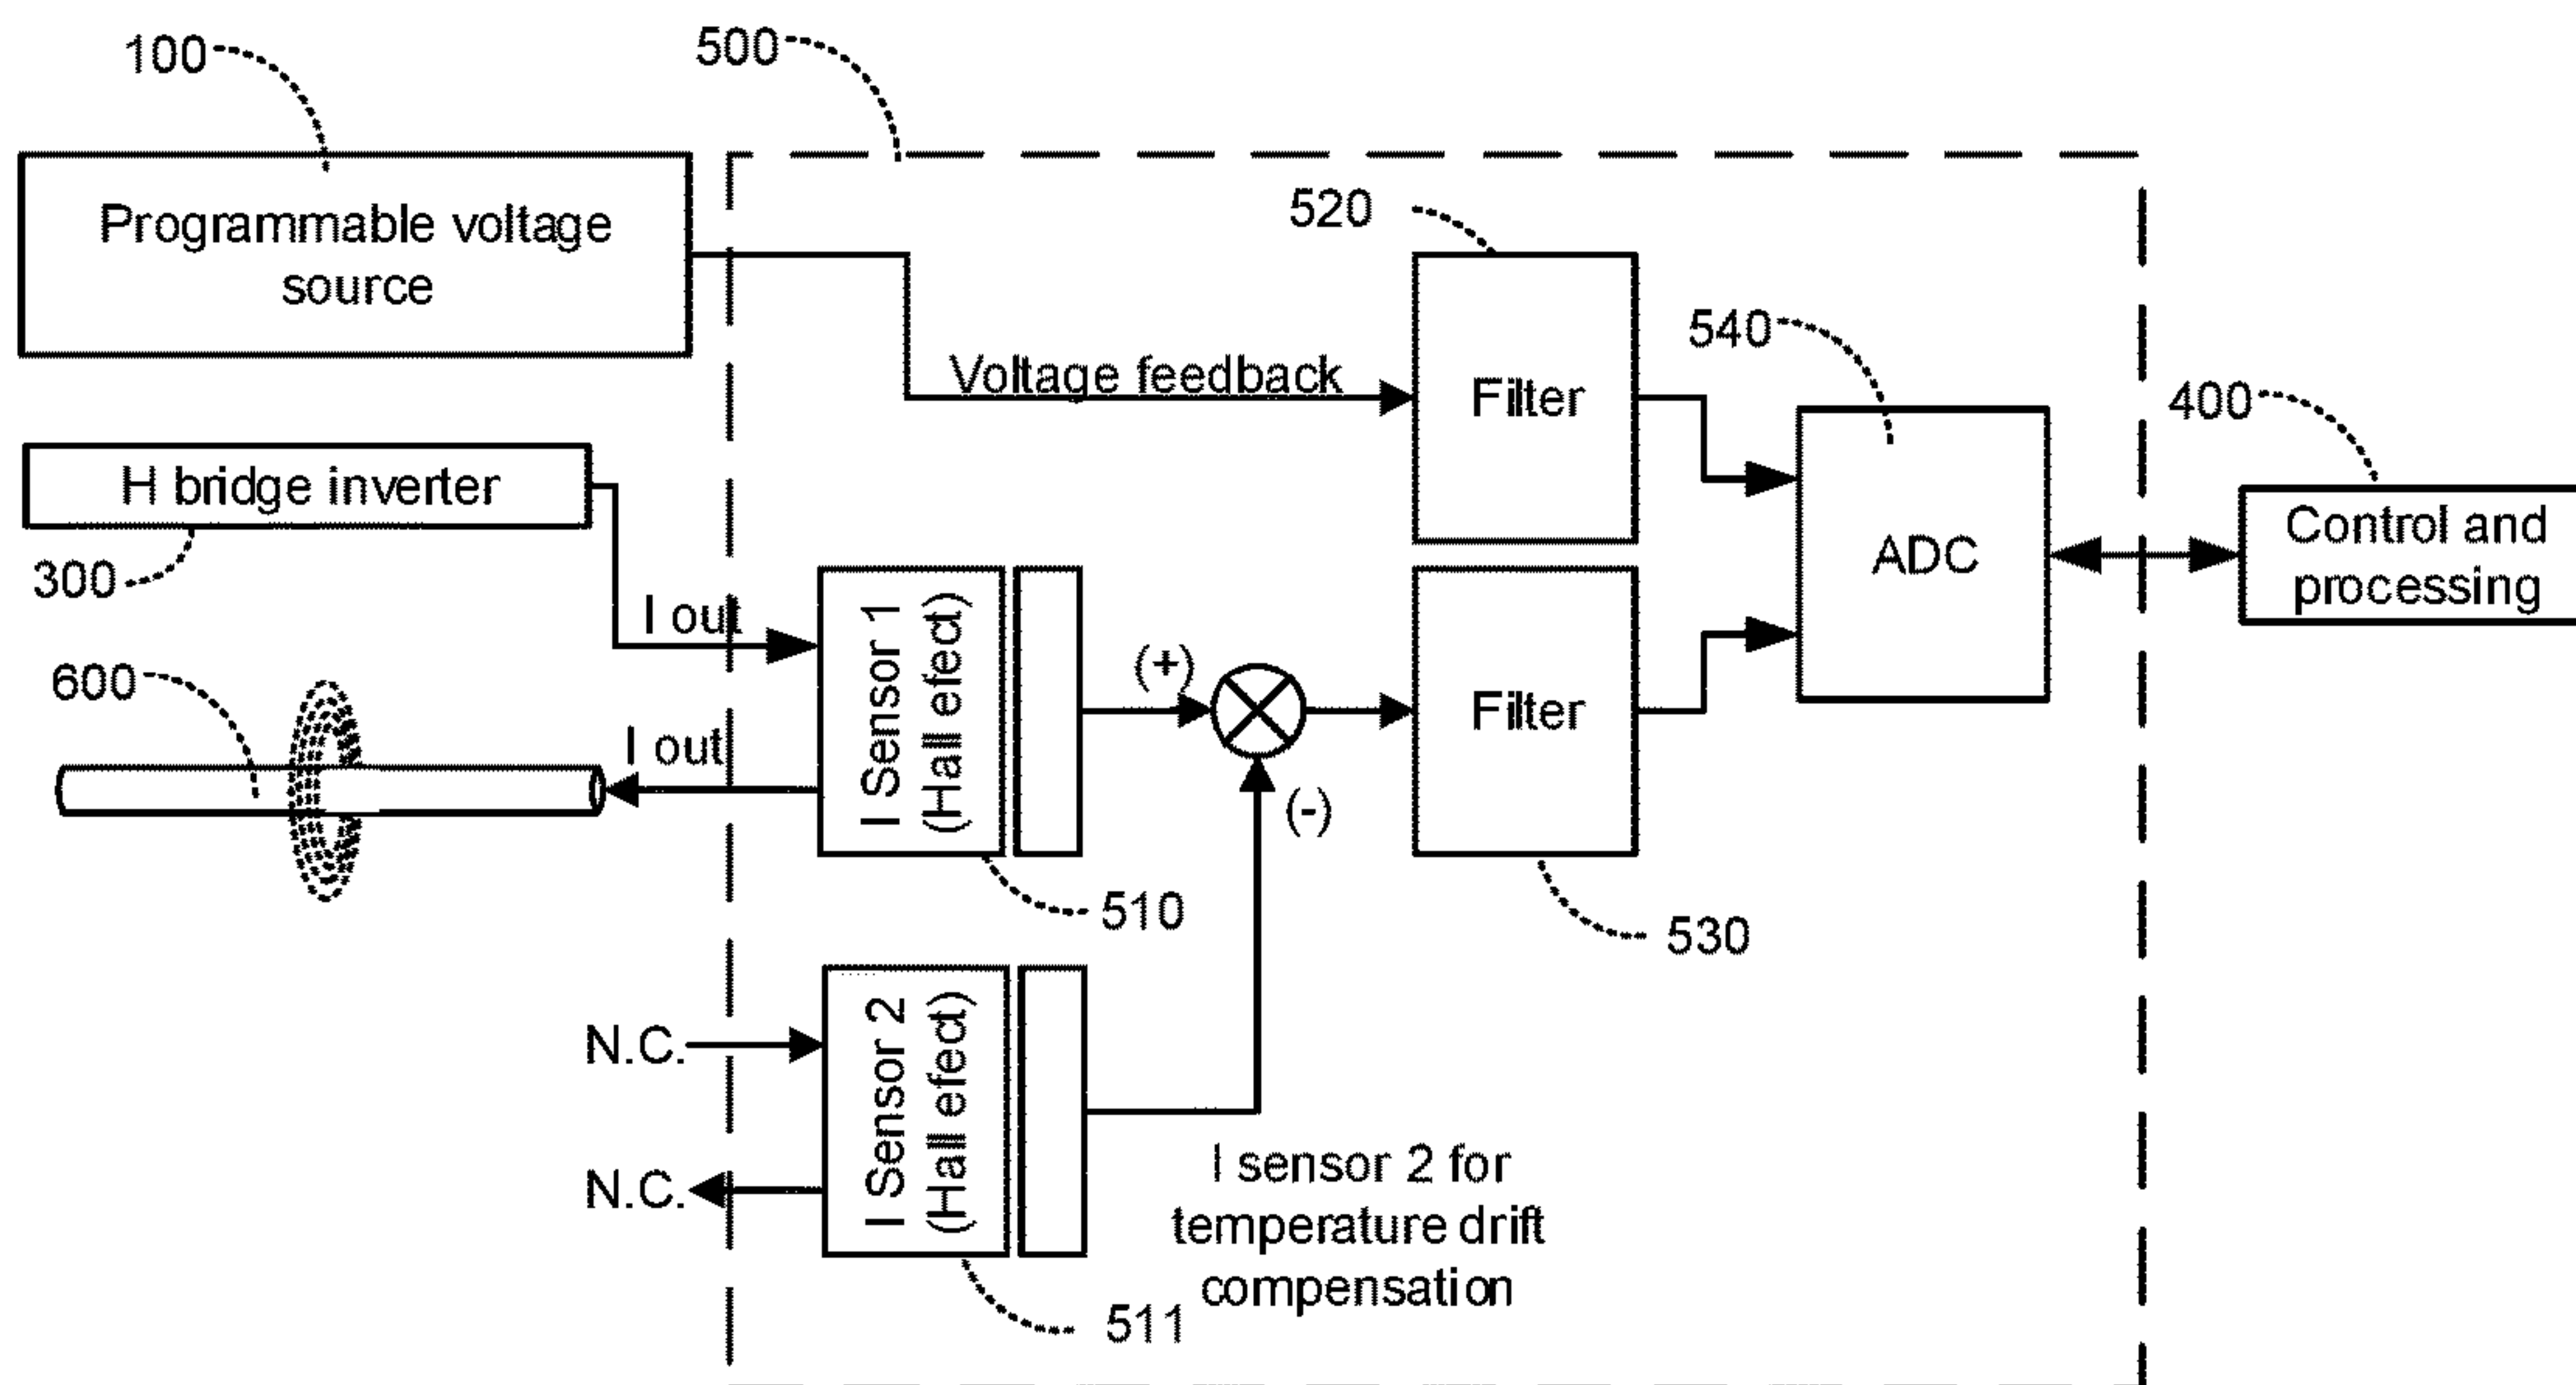 100
500
Programmable voltage
source
520
Voltage feedback
Filter
540
400
H bridge inverter
300
ADC
Control and
processing
I out
I Sensor 1
(Hall efect)
(+)
600
I out
Filter
(-)
510
530
N.C.
I Sensor 2
(Hall efect)
N.C.
I sensor 2 for
temperature drift
compensation
511